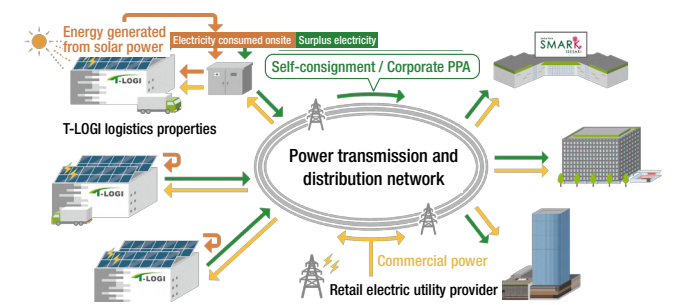 Energy generated
from solar power
Electricity consumed onsite
Surplus electricity
SMARK
ISESAKI
Self-consignment / Corporate PPA
T-LOGI
T-LOGI logistics properties
Power transmission and
distribution network
T-LOGI
T-LOGI
Commercial power
Retail electric utility provider